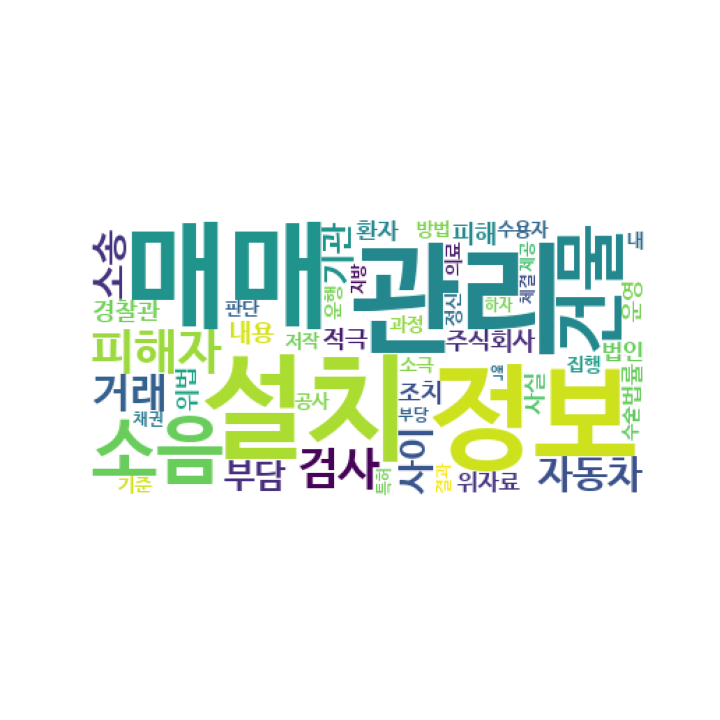 소송
매매
기관
환자
방법
피해
수용자
내
관리
건물
지방
의료
정신
체결
제공
운행
하자
운영
경찰관
판단
내용
저작
적극
과정
주식회사
피해자
설치
정보
소음
거래
위법
채권
공사
소극
조치
부당
집행
법인
사실
법률
수술
기준
부담
검사
사이
특허
결과
위자료
자동차